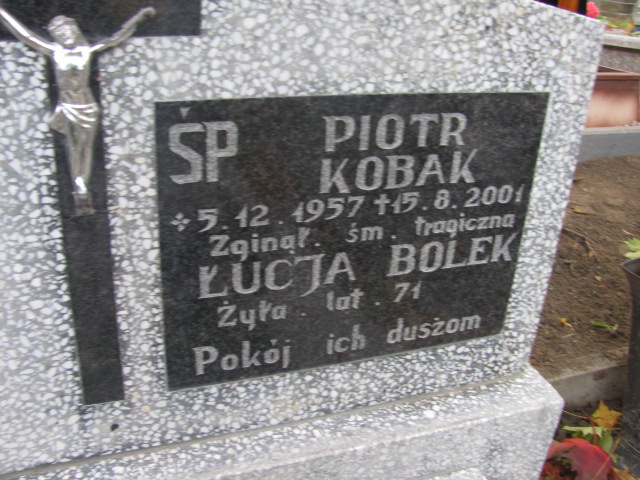 ŚP PIOTR
KOBAK
*5.12.1957 †15.8.2001
Zginął. śm. tragiczna
ŁUCJA BOLEK
Żyła. lat. 71
Pokój ich duszom